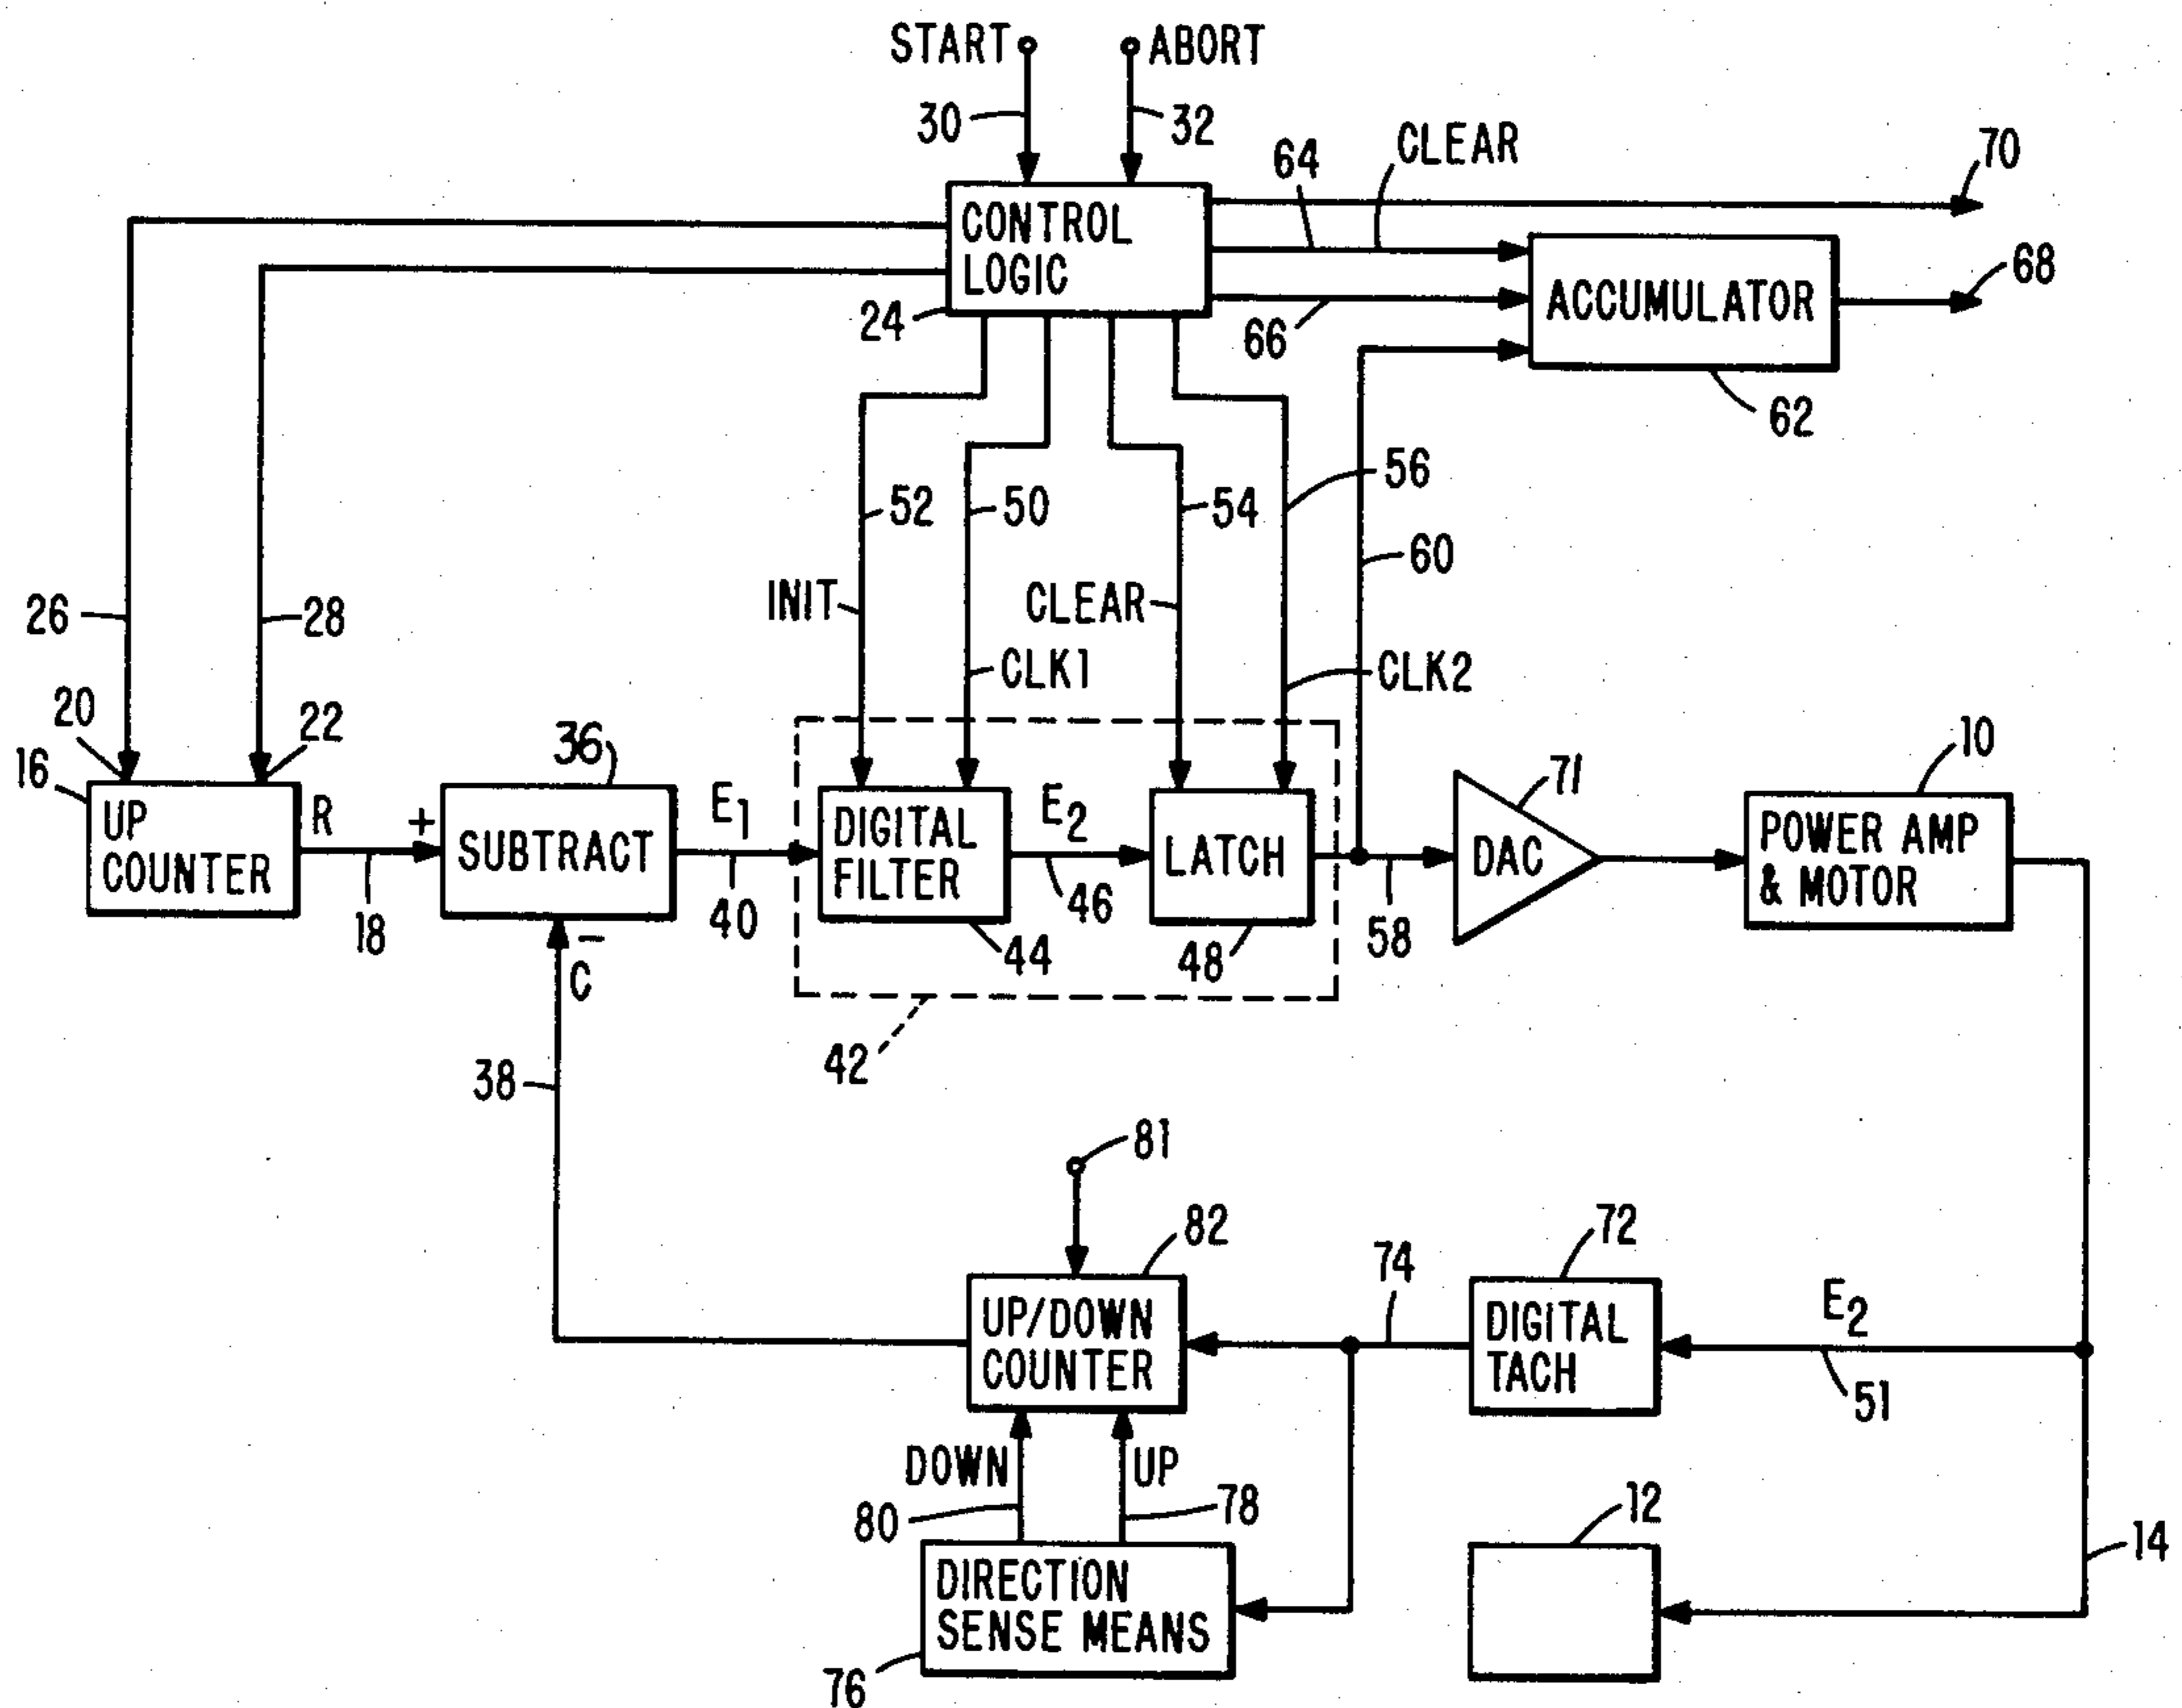 START
ABORT
30
32
64
CLEAR
70
CONTROL
LOGIC
24
66
ACCUMULATOR
68
62
52
50
54
56
60
26
28
INIT
CLEAR
CLK1
CLK2
20
22
16
36
71
10
UP
COUNTER
R
+
18
SUBTRACT
E1
40
DIGITAL
FILTER
44
E2
46
LATCH
48
58
DAC
POWER AMP
& MOTOR
−
C
42
38
81
82
74
72
UP/DOWN
COUNTER
DIGITAL
TACH
E2
51
DOWN
UP
80
78
12
14
DIRECTION
SENSE MEANS
76